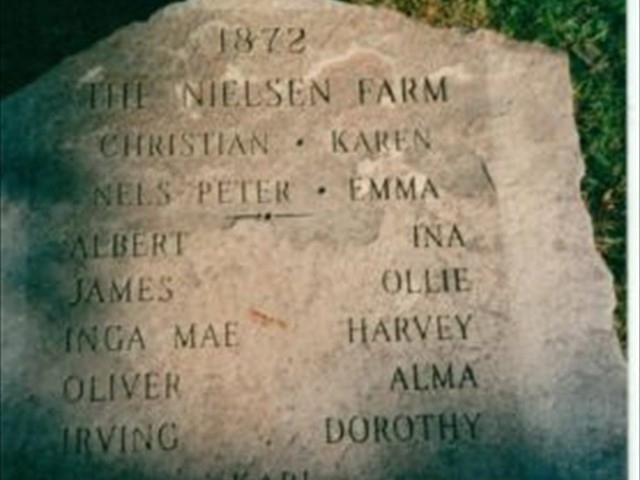 1872
THE NIELSEN FARM
CHRISTIAN • KAREN
NELS PETER • EMMA
ALBERT INA
JAMES OLLIE
INGA MAE HARVEY
OLIVER ALMA
IRVING DOROTHY